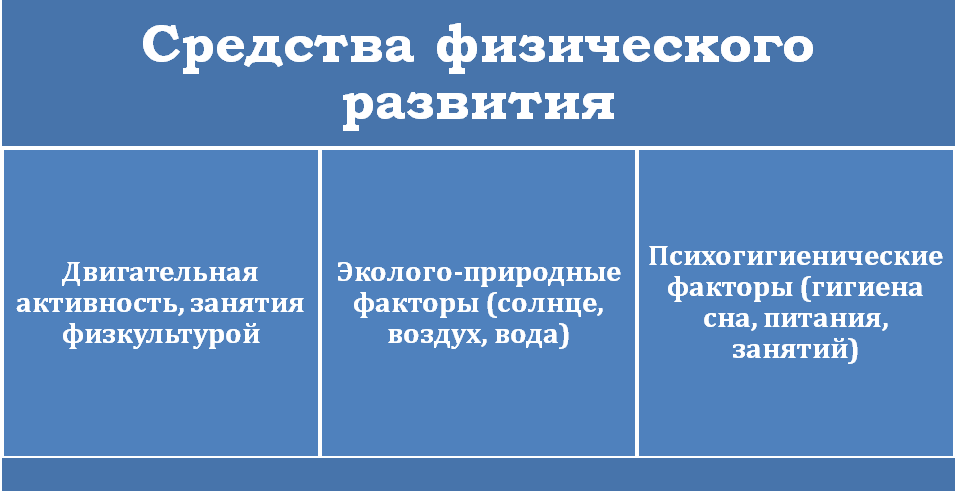 Средства физического
развития
Двигательная
активность, занятия
физкультурой
Эколого-природные
факторы (солнце,
воздух, вода)
Психогигиенические
факторы (гигиена
сна, питания,
занятий)